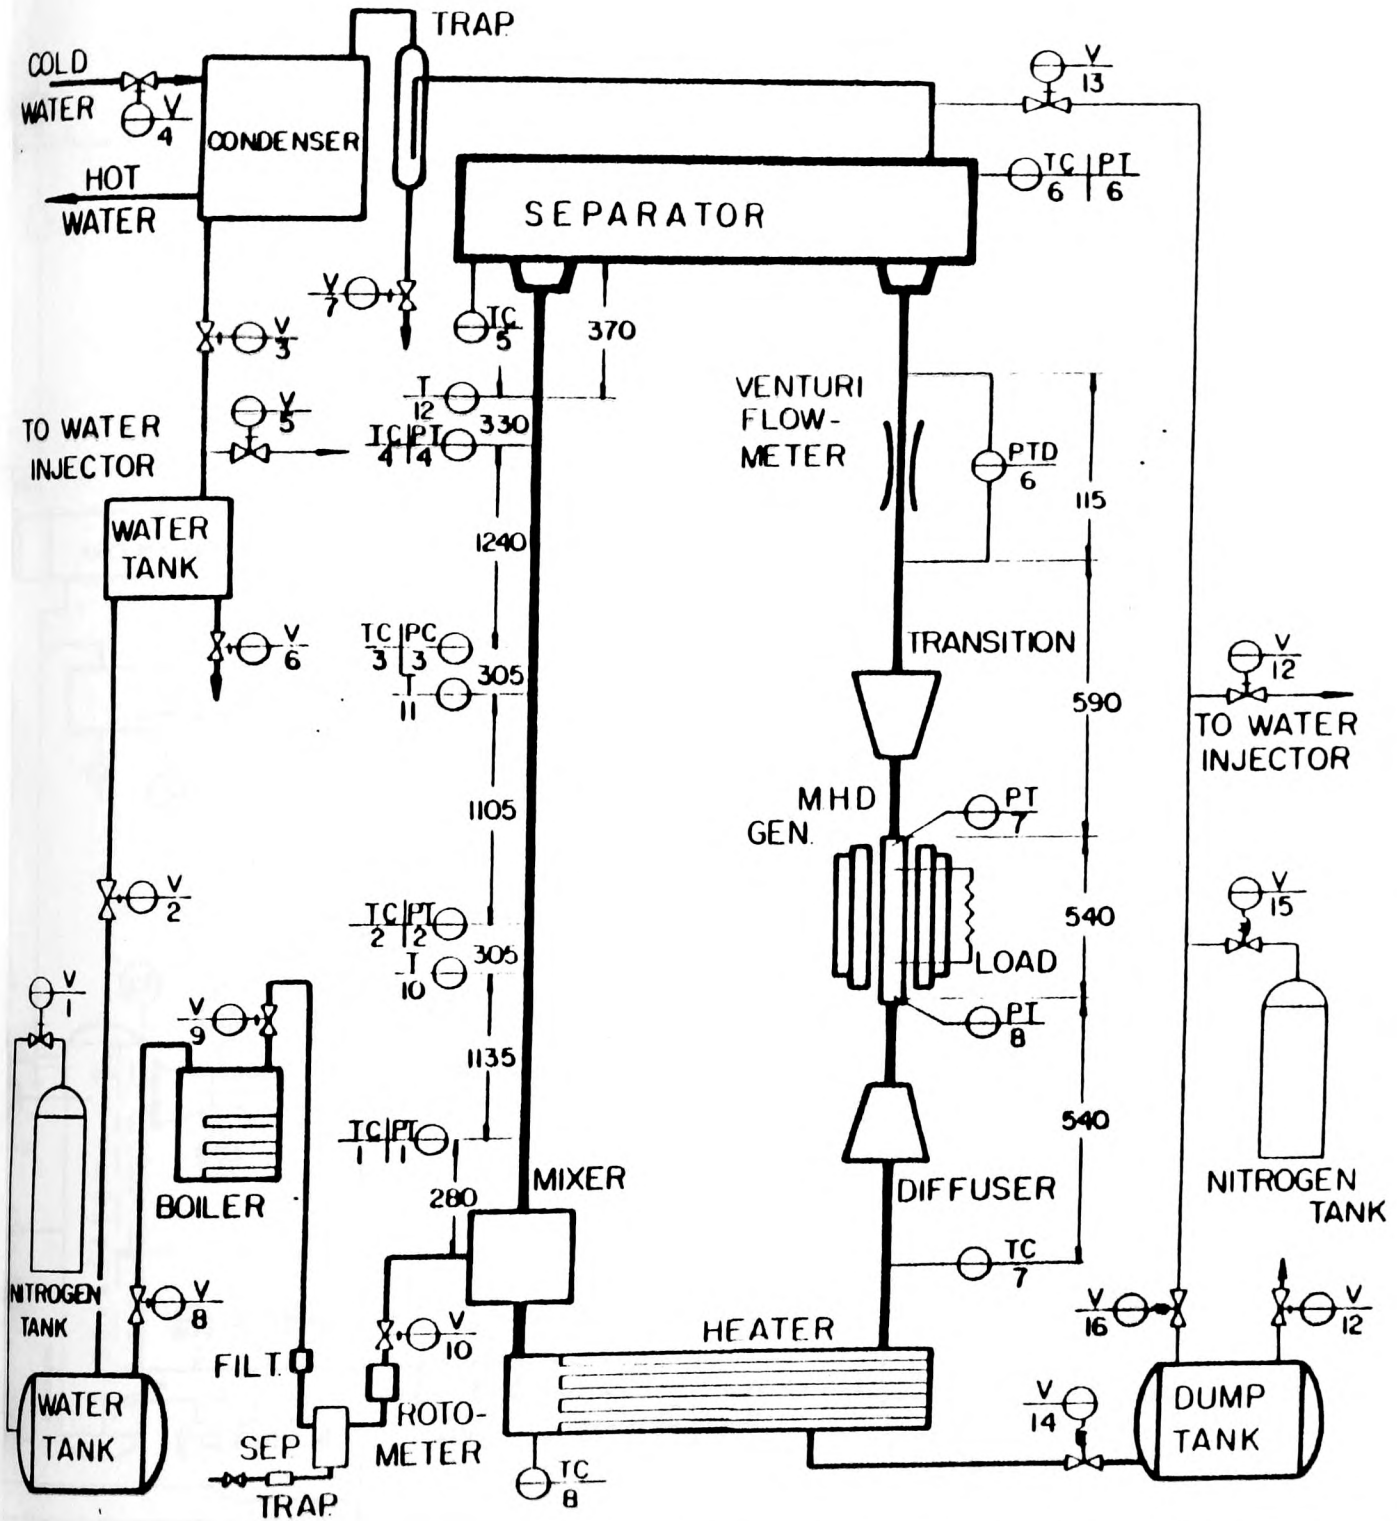 TRAP
COLD
WATER
V
4
CONDENSER
HOT
WATER
V
13
TC PT
6 6
SEPARATOR
V
7
V
3
TC
5
370
T
12
330
V
5
TO WATER
INJECTOR
TC PT
4 4
VENTURI
FLOW-
METER
PTD
6
115
WATER
TANK
1240
V
6
TC PC
3 3
305
T
11
TRANSITION
590
V
12
TO WATER
INJECTOR
1105
MHD
GEN.
PT
7
V
2
TC PT
2 2
305
T
10
540
LOAD
V
15
V
1
V
9
PT
8
1135
TC PT
1 1
540
BOILER
280
MIXER
DIFFUSER
NITROGEN
TANK
TC
7
NITROGEN
TANK
V
8
V
10
HEATER
V
16
V
12
FILT.
WATER
TANK
SEP
ROTO-
METER
TRAP
TC
8
V
14
DUMP
TANK